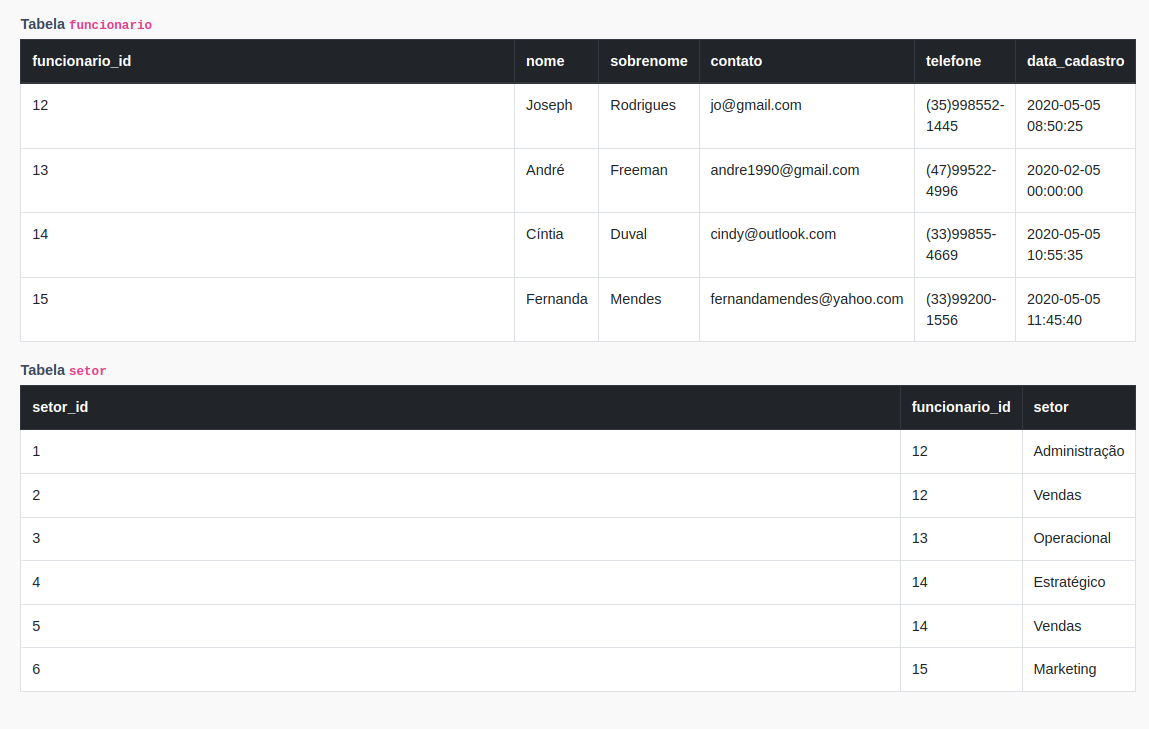 Tabela funcionario
funcionario_id nome sobrenome contato telefone data_cadastro
12 Joseph Rodrigues jo@gmail.com (35)998552- 2020-05-05
1445 08:50:25
13 André Freeman andre1990@gmail.com (47)99522- 2020-02-05
4996 00:00:00
14 Cíntia Duval cindy@outlook.com (33)99855- 2020-05-05
4669 10:55:35
15 Fernanda Mendes fernandamendes@yahoo.com (33)99200- 2020-05-05
1556 11:45:40
Tabela setor
setor_id funcionario_id setor
1 12 Administração
2 12 Vendas
3 13 Operacional
4 14 Estratégico
5 14 Vendas
6 15 Marketing